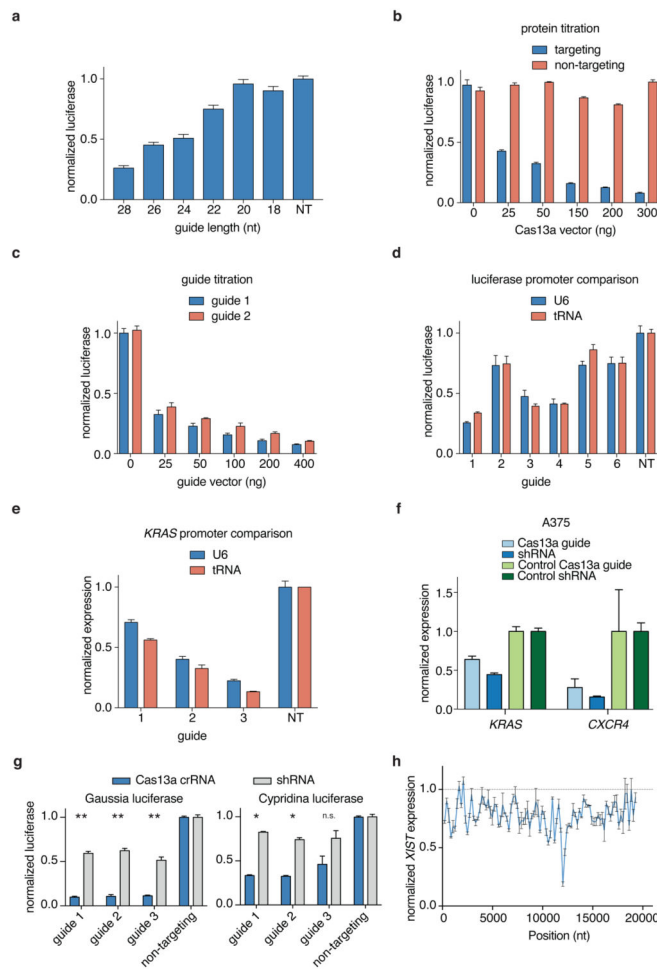 a
normalized luciferase
1.0
0.5
0.0
28 26 24 22 20 18 NT
guide length (nt)
b
protein titration
targeting
non-targeting
normalized luciferase
1.0
0.5
0.0
0 25 50 150 200 300
Cas13a vector (ng)
c
guide titration
guide 1
guide 2
normalized luciferase
1.0
0.5
0.0
0 25 50 100 200 400
guide vector (ng)
d
luciferase promoter comparison
U6
tRNA
normalized luciferase
1.0
0.5
0.0
1 2 3 4 5 6 NT
guide
e
KRAS promoter comparison
U6
tRNA
normalized expression
1.0
0.5
0
1 2 3 NT
guide
f
A375
Cas13a guide
shRNA
Control Cas13a guide
Control shRNA
normalized expression
1.0
0.5
0.0
KRAS CXCR4
g
Cas13a crRNA shRNA
Gaussia luciferase
normalized luciferase
1.0
0.5
0.0
** ** **
guide 1 guide 2 guide 3 non-targeting
Cypridina luciferase
1.0
0.5
0.0
* * n.s.
guide 1 guide 2 guide 3 non-targeting
h
normalized XIST expression
1.0
0.5
0.0
0 5000 10000 15000 20000
Position (nt)